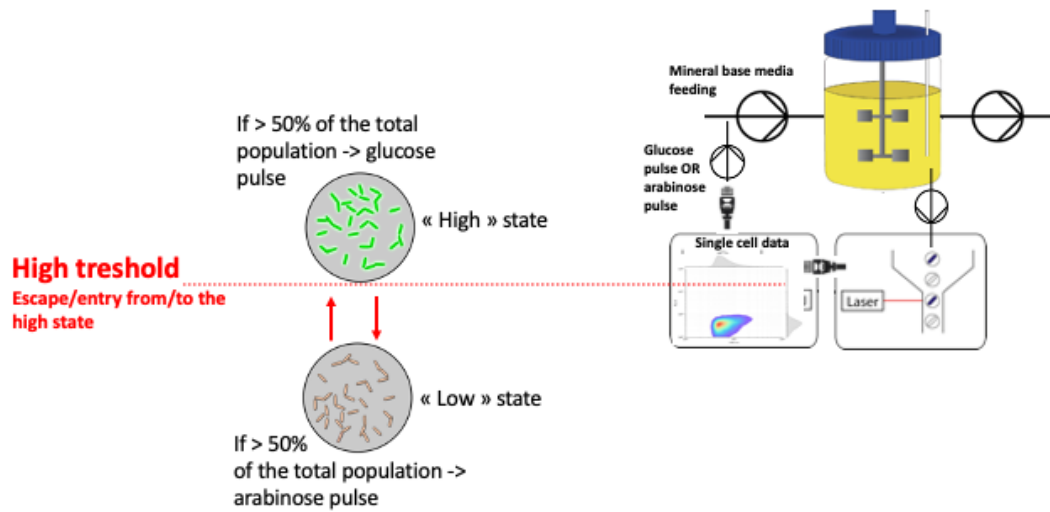 If > 50% of the total
population -> glucose
pulse
« High » state
High treshold
Escape/entry from/to the
high state
« Low » state
If > 50%
of the total population ->
arabinose pulse
Mineral base media
feeding
Glucose
pulse OR
arabinose
pulse
Single cell data
Laser